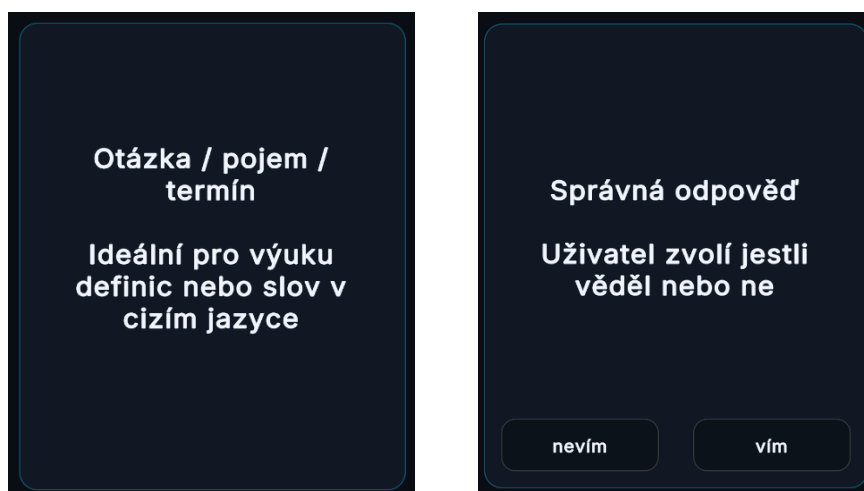 Otázka / pojem /
termín
Ideální pro výuku
definic nebo slov v
cizím jazyce
Správná odpověď
Uživatel zvolí jestli
věděl nebo ne
nevím
vím